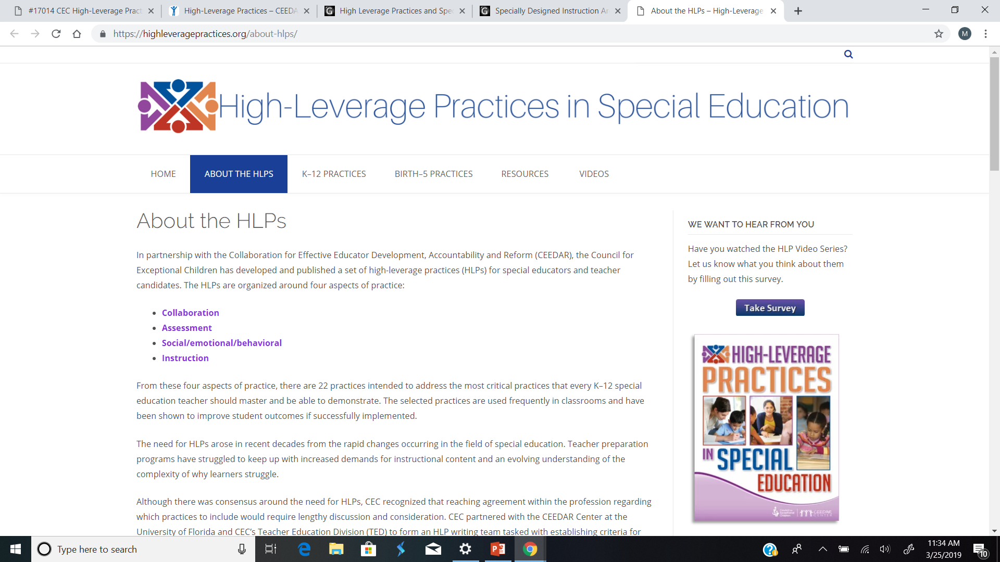 #17014 CEC High-Leverage Pract
High-Leverage Practices – CEEDA
High Leverage Practices and Spec
Specially Designed Instruction Ar
About the HLPs – High-Leverage
https://highleveragepractices.org/about-hlps/
M
High-Leverage Practices in Special Education
HOME
ABOUT THE HLPS
K–12 PRACTICES
BIRTH–5 PRACTICES
RESOURCES
VIDEOS
About the HLPs
In partnership with the Collaboration for Effective Educator Development, Accountability and Reform (CEEDAR), the Council for
Exceptional Children has developed and published a set of high-leverage practices (HLPs) for special educators and teacher
candidates. The HLPs are organized around four aspects of practice:
• Collaboration
• Assessment
• Social/emotional/behavioral
• Instruction
From these four aspects of practice, there are 22 practices intended to address the most critical practices that every K–12 special
education teacher should master and be able to demonstrate. The selected practices are used frequently in classrooms and have
been shown to improve student outcomes if successfully implemented.
The need for HLPs arose in recent decades from the rapid changes occurring in the field of special education. Teacher preparation
programs have struggled to keep up with increased demands for instructional content and an evolving understanding of the
complexity of why learners struggle.
Although there was consensus around the need for HLPs, CEC recognized that reaching agreement within the profession regarding
which practices to include would require lengthy discussion and consideration. CEC partnered with the CEEDAR Center at the
University of Florida and CEC's Teacher Education Division (TED) to form an HLP writing team tasked with establishing criteria for
WE WANT TO HEAR FROM YOU
Have you watched the HLP Video Series?
Let us know what you think about them
by filling out this survey.
Take Survey
HIGH-LEVERAGE
PRACTICES
IN SPECIAL
EDUCATION
Council for
Exceptional
Children
CEEDAR
CENTER
Type here to search
11:34 AM
3/25/2019
10